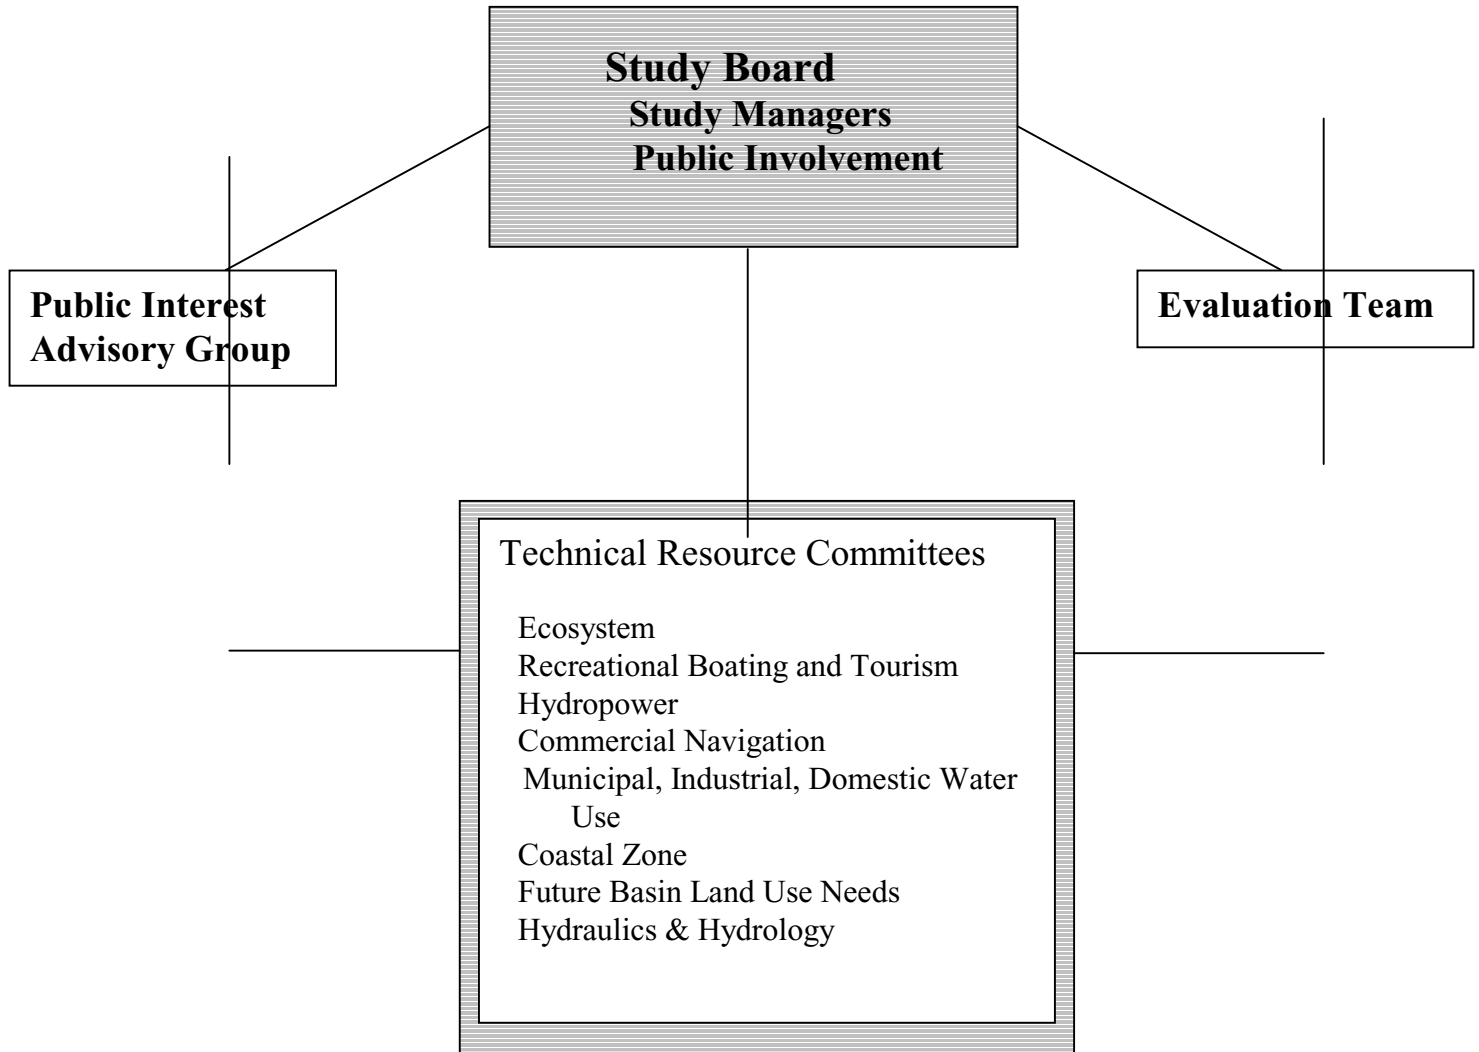 Study Board
Study Managers
Public Involvement
Public Interest
Advisory Group
Evaluation Team
Technical Resource Committees
Ecosystem
Recreational Boating and Tourism
Hydropower
Commercial Navigation
Municipal, Industrial, Domestic Water
Use
Coastal Zone
Future Basin Land Use Needs
Hydraulics & Hydrology